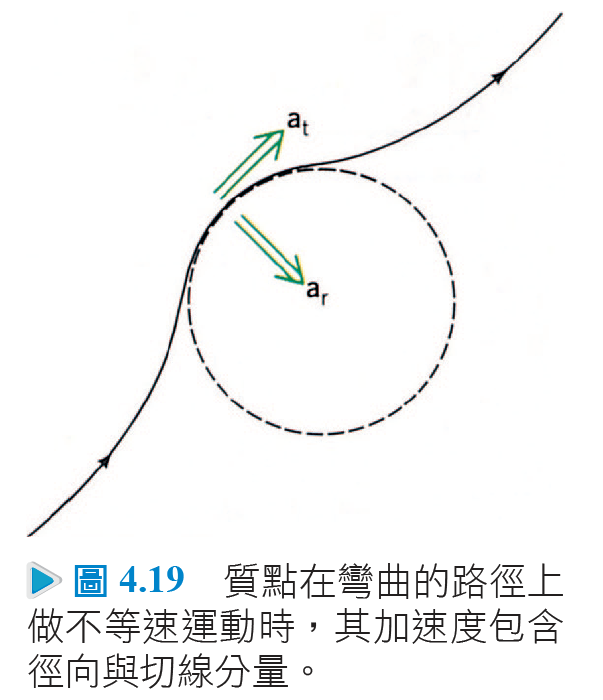 a_t
a_r
圖 4.19 質點在彎曲的路徑上
做不等速運動時，其加速度包含
徑向與切線分量。